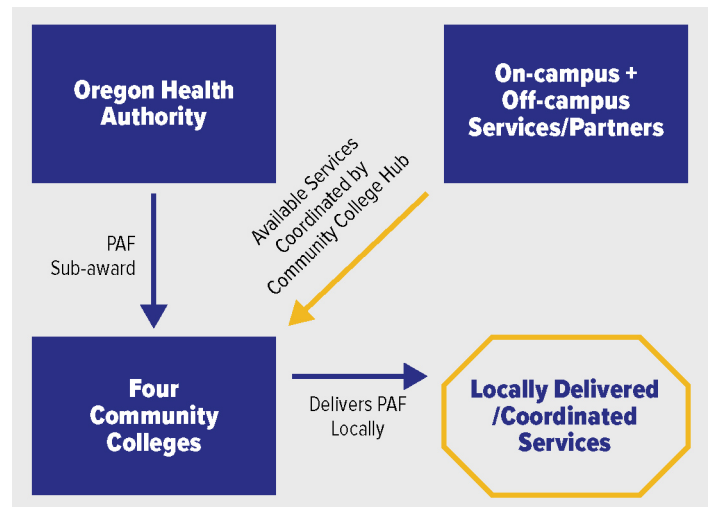 Oregon Health
Authority
On-campus +
Off-campus
Services/Partners
Available Services
Coordinated by
Community College Hub
PAF
Sub-award
Four
Community
Colleges
Delivers PAF
Locally
Locally Delivered
/Coordinated
Services